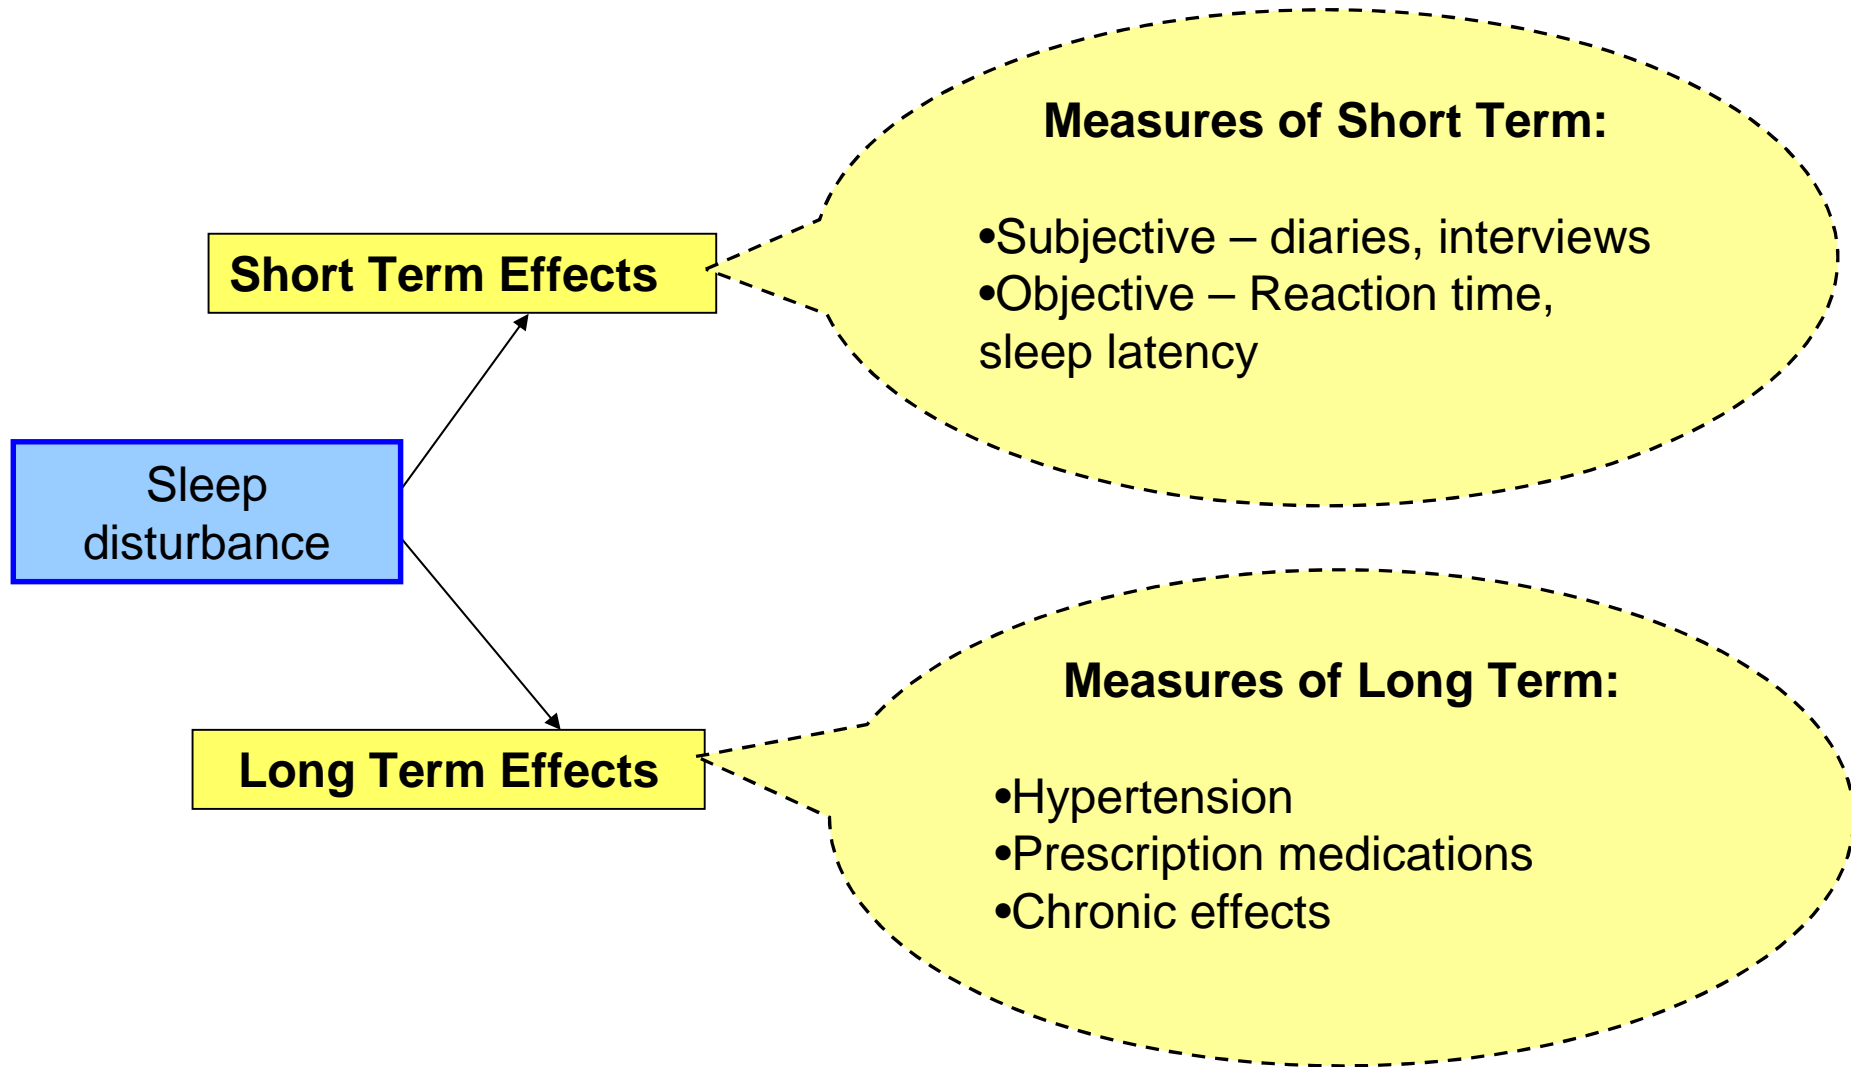 Measures of Short Term:
•Subjective – diaries, interviews
•Objective – Reaction time,
sleep latency
Short Term Effects
Sleep
disturbance
Long Term Effects
Measures of Long Term:
•Hypertension
•Prescription medications
•Chronic effects